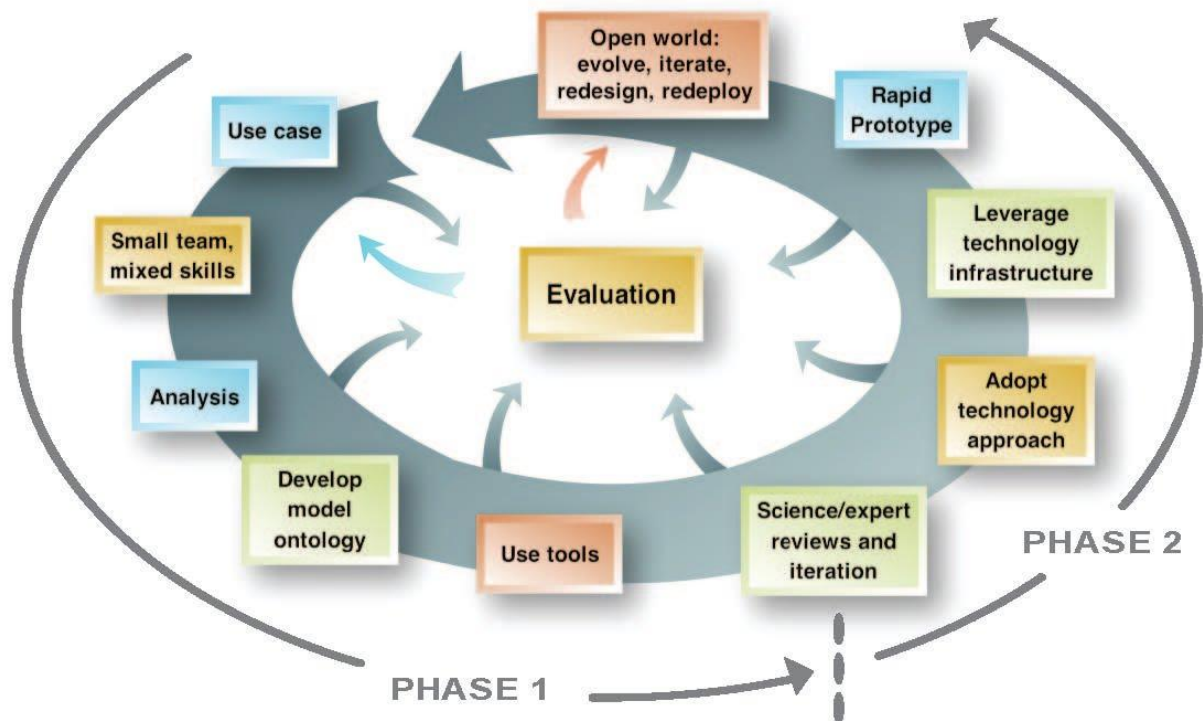 Open world:
evolve, iterate,
redesign, redeploy
Rapid
Prototype
Use case
Leverage
technology
infrastructure
Small team,
mixed skills
Evaluation
Adopt
technology
approach
Analysis
Develop
model
ontology
Science/expert
reviews and
iteration
Use tools
PHASE 2
PHASE 1